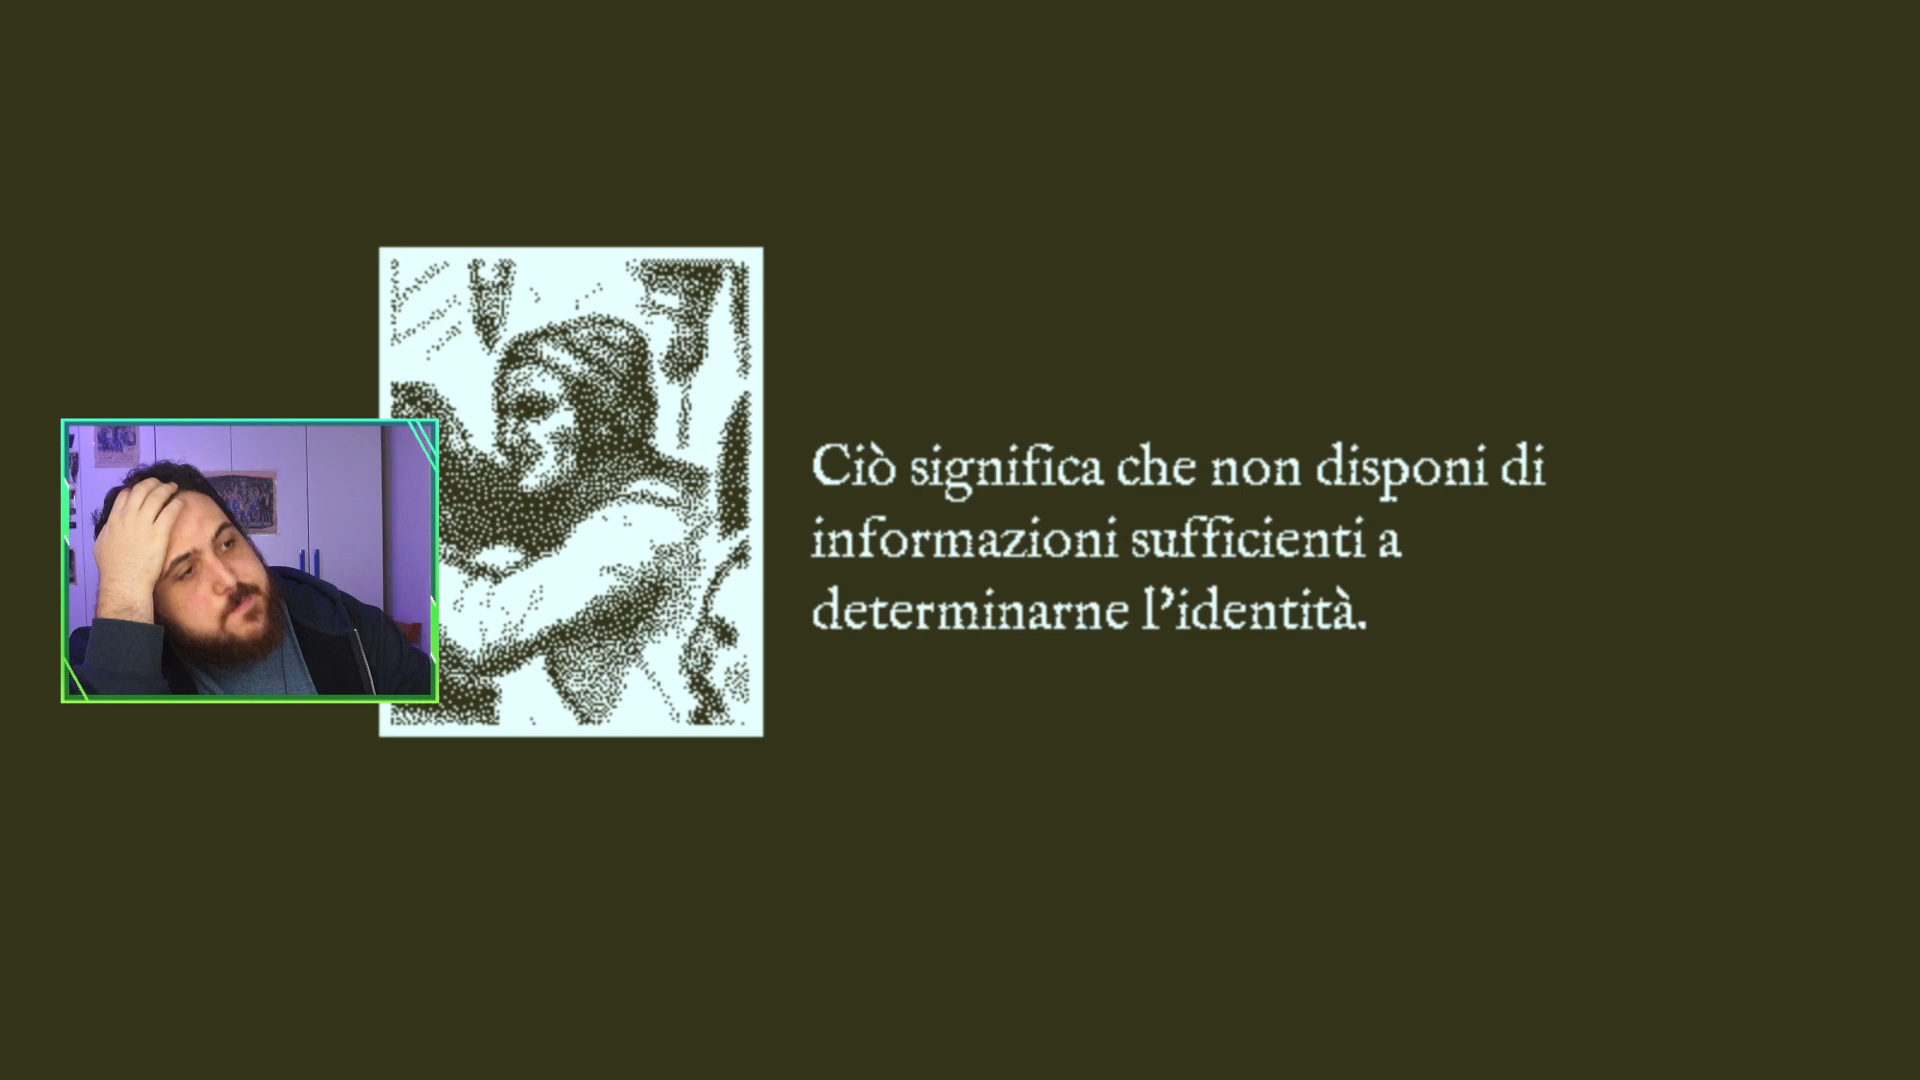 Ciò significa che non disponi di
informazioni sufficienti a
determinarne l’identità.